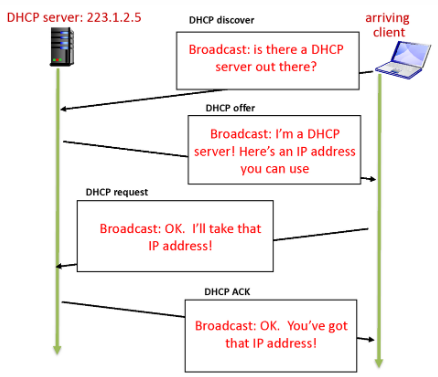 DHCP server: 223.1.2.5
DHCP discover
arriving
client
Broadcast: is there a DHCP
server out there?
DHCP offer
Broadcast: I'm a DHCP
server! Here's an IP address
you can use
DHCP request
Broadcast: OK. I'll take that
IP address!
DHCP ACK
Broadcast: OK. You've got
that IP address!